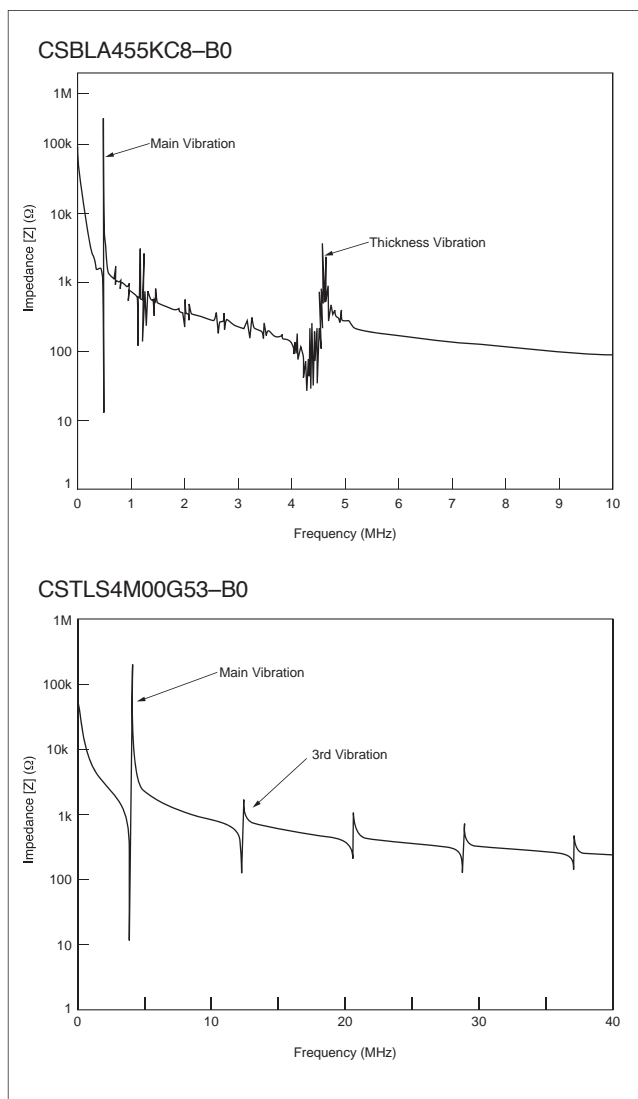 CSBLA455KC8–B0
1M
100k
10k
1k
100
10
1
Impedance [Z] (Ω)
Main Vibration
Thickness Vibration
0 1 2 3 4 5 6 7 8 9 10
Frequency (MHz)
CSTLS4M00G53–B0
1M
100k
10k
1k
100
10
1
Impedance [Z] (Ω)
Main Vibration
3rd Vibration
0 10 20 30 40
Frequency (MHz)